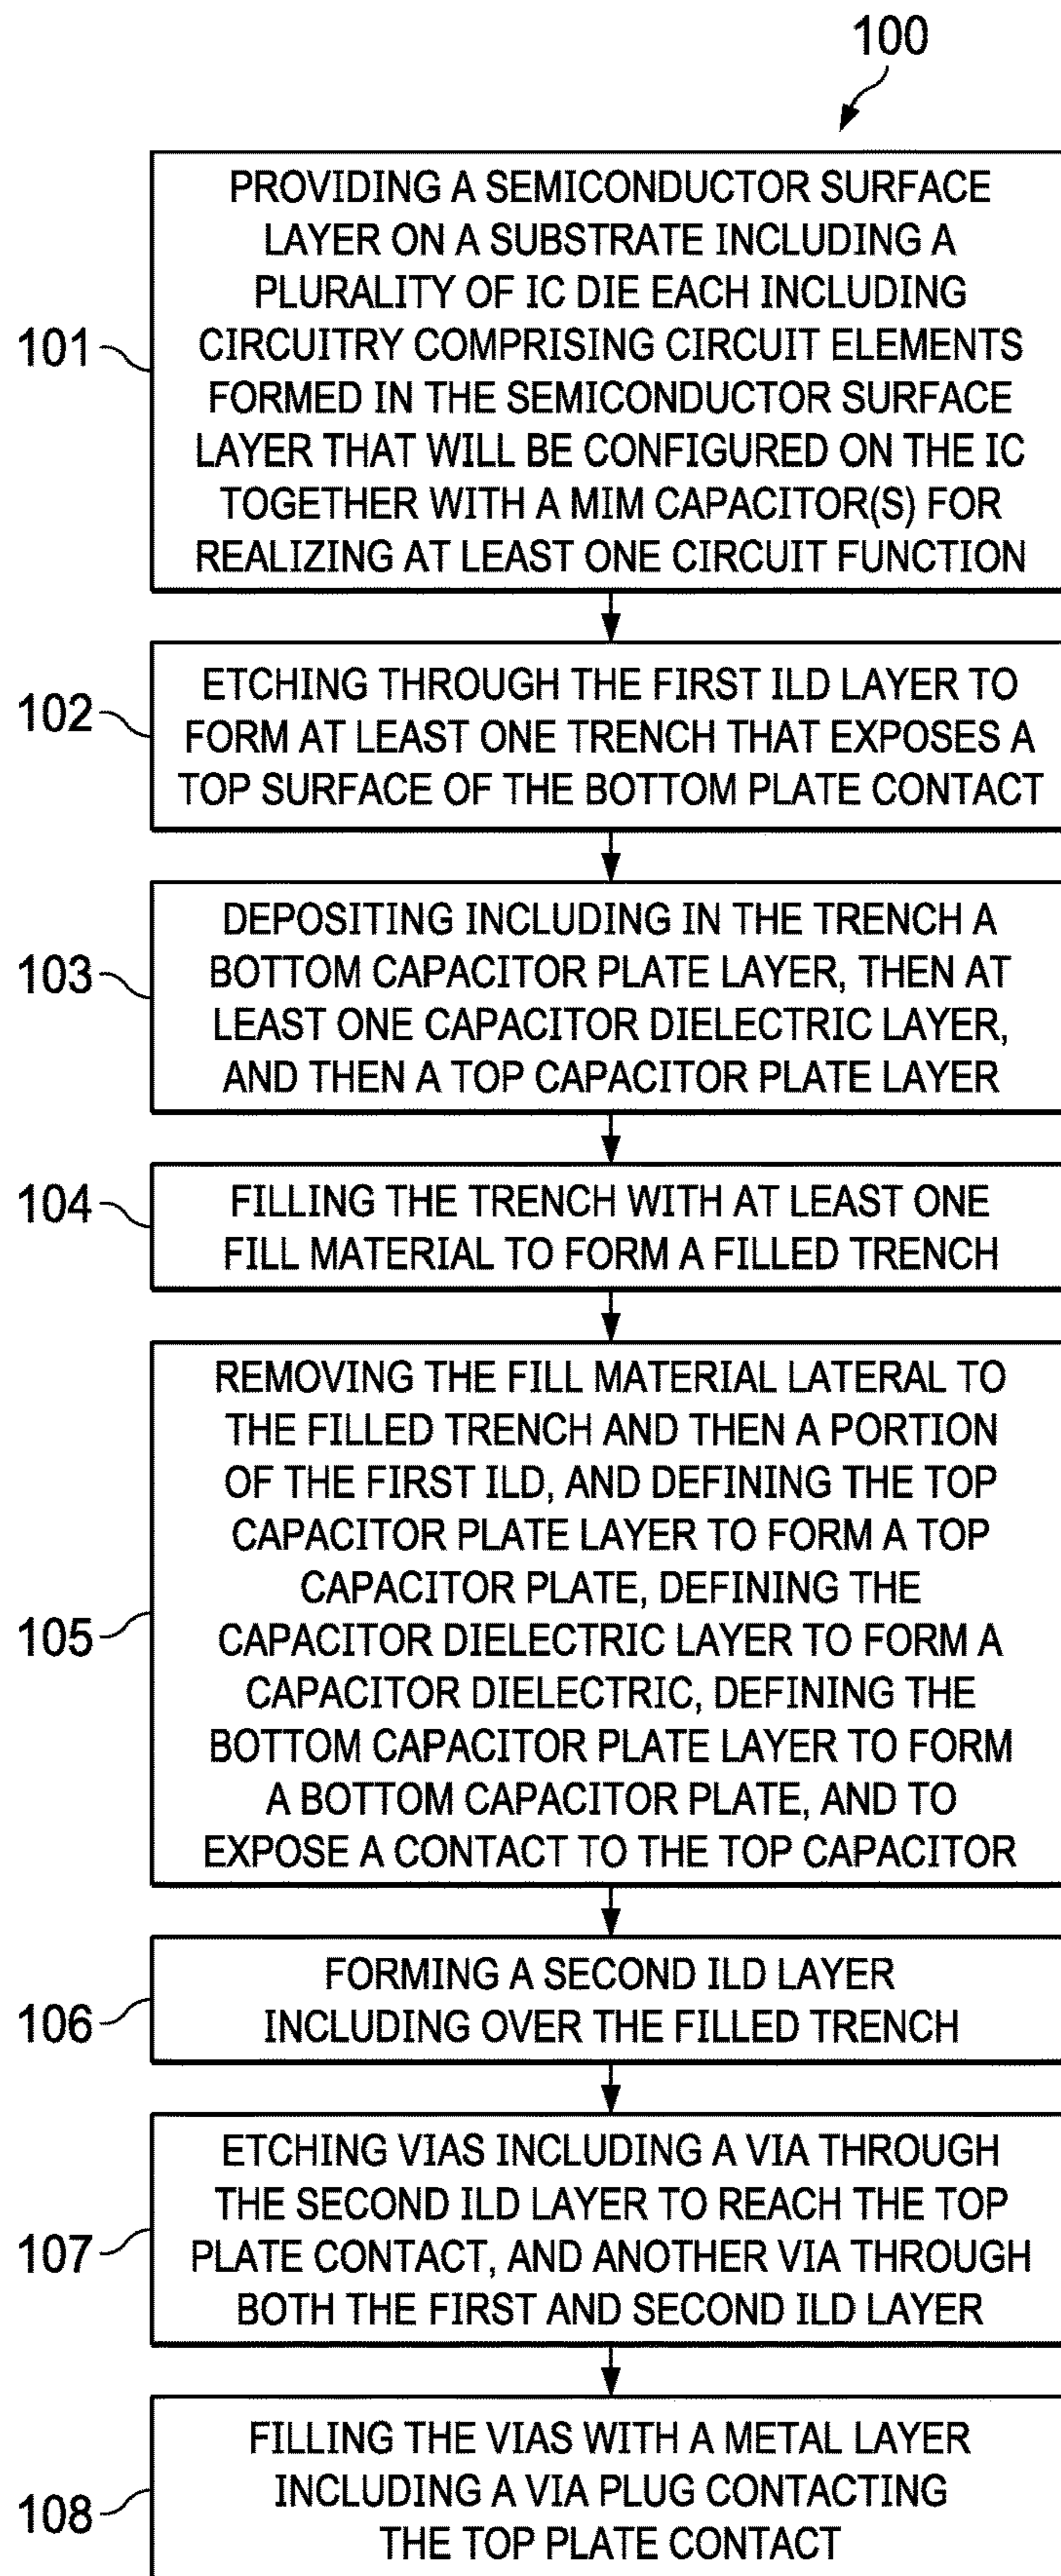 100
101
PROVIDING A SEMICONDUCTOR SURFACE
LAYER ON A SUBSTRATE INCLUDING A
PLURALITY OF IC DIE EACH INCLUDING
CIRCUITRY COMPRISING CIRCUIT ELEMENTS
FORMED IN THE SEMICONDUCTOR SURFACE
LAYER THAT WILL BE CONFIGURED ON THE IC
TOGETHER WITH A MIM CAPACITOR(S) FOR
REALIZING AT LEAST ONE CIRCUIT FUNCTION
102
ETCHING THROUGH THE FIRST ILD LAYER TO
FORM AT LEAST ONE TRENCH THAT EXPOSES A
TOP SURFACE OF THE BOTTOM PLATE CONTACT
103
DEPOSITING INCLUDING IN THE TRENCH A
BOTTOM CAPACITOR PLATE LAYER, THEN AT
LEAST ONE CAPACITOR DIELECTRIC LAYER,
AND THEN A TOP CAPACITOR PLATE LAYER
104
FILLING THE TRENCH WITH AT LEAST ONE
FILL MATERIAL TO FORM A FILLED TRENCH
105
REMOVING THE FILL MATERIAL LATERAL TO
THE FILLED TRENCH AND THEN A PORTION
OF THE FIRST ILD, AND DEFINING THE TOP
CAPACITOR PLATE LAYER TO FORM A TOP
CAPACITOR PLATE, DEFINING THE
CAPACITOR DIELECTRIC LAYER TO FORM A
CAPACITOR DIELECTRIC, DEFINING THE
BOTTOM CAPACITOR PLATE LAYER TO FORM
A BOTTOM CAPACITOR PLATE, AND TO
EXPOSE A CONTACT TO THE TOP CAPACITOR
106
FORMING A SECOND ILD LAYER
INCLUDING OVER THE FILLED TRENCH
107
ETCHING VIAS INCLUDING A VIA THROUGH
THE SECOND ILD LAYER TO REACH THE TOP
PLATE CONTACT, AND ANOTHER VIA THROUGH
BOTH THE FIRST AND SECOND ILD LAYER
108
FILLING THE VIAS WITH A METAL LAYER
INCLUDING A VIA PLUG CONTACTING
THE TOP PLATE CONTACT